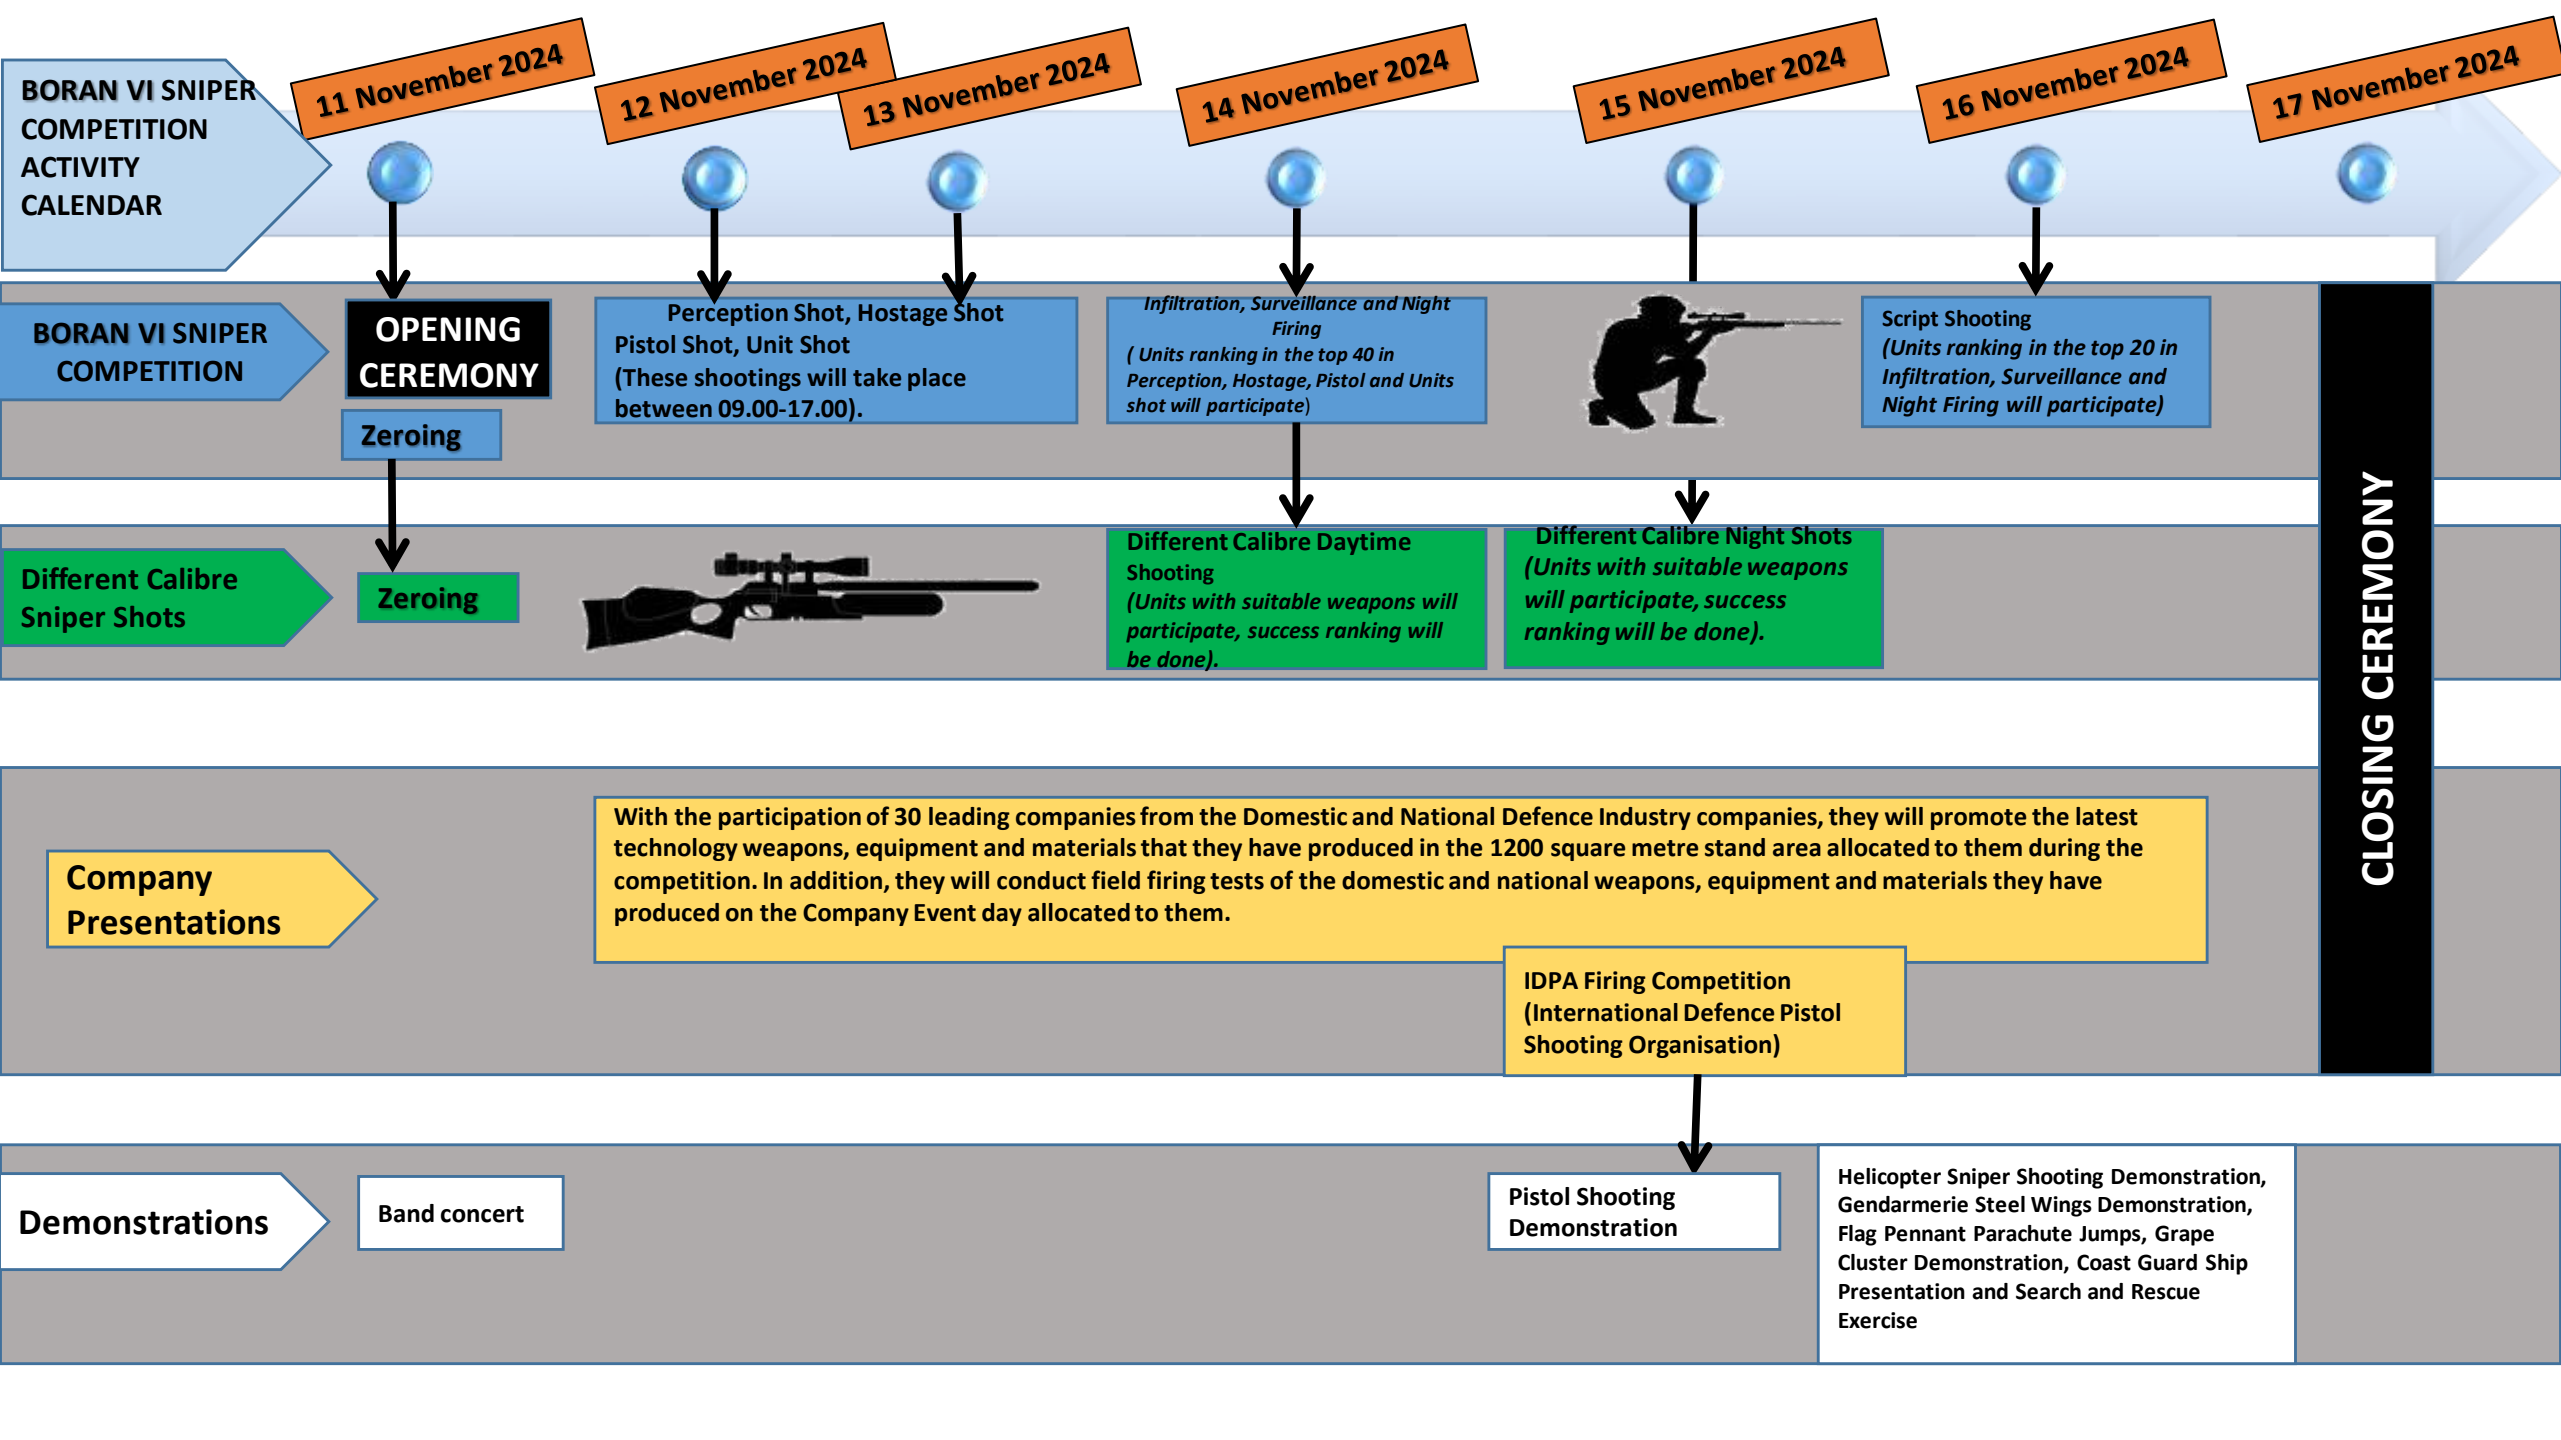 BORAN VI SNIPER
COMPETITION
ACTIVITY
CALENDAR
11 November 2024
12 November 2024
13 November 2024
14 November 2024
15 November 2024
16 November 2024
17 November 2024
BORAN VI SNIPER
COMPETITION
OPENING
CEREMONY
Zeroing
Perception Shot, Hostage Shot
Pistol Shot, Unit Shot
(These shootings will take place
between 09.00-17.00).
Infiltration, Surveillance and Night
Firing
( Units ranking in the top 40 in
Perception, Hostage, Pistol and Units
shot will participate)
Script Shooting
(Units ranking in the top 20 in
Infiltration, Surveillance and
Night Firing will participate)
CLOSING CEREMONY
Different Calibre
Sniper Shots
Zeroing
Different Calibre Daytime
Shooting
(Units with suitable weapons will
participate, success ranking will
be done).
Different Calibre Night Shots
(Units with suitable weapons
will participate, success
ranking will be done).
Company
Presentations
With the participation of 30 leading companies from the Domestic and National Defence Industry companies, they will promote the latest
technology weapons, equipment and materials that they have produced in the 1200 square metre stand area allocated to them during the
competition. In addition, they will conduct field firing tests of the domestic and national weapons, equipment and materials they have
produced on the Company Event day allocated to them.
IDPA Firing Competition
(International Defence Pistol
Shooting Organisation)
Demonstrations
Band concert
Pistol Shooting
Demonstration
Helicopter Sniper Shooting Demonstration,
Gendarmerie Steel Wings Demonstration,
Flag Pennant Parachute Jumps, Grape
Cluster Demonstration, Coast Guard Ship
Presentation and Search and Rescue
Exercise